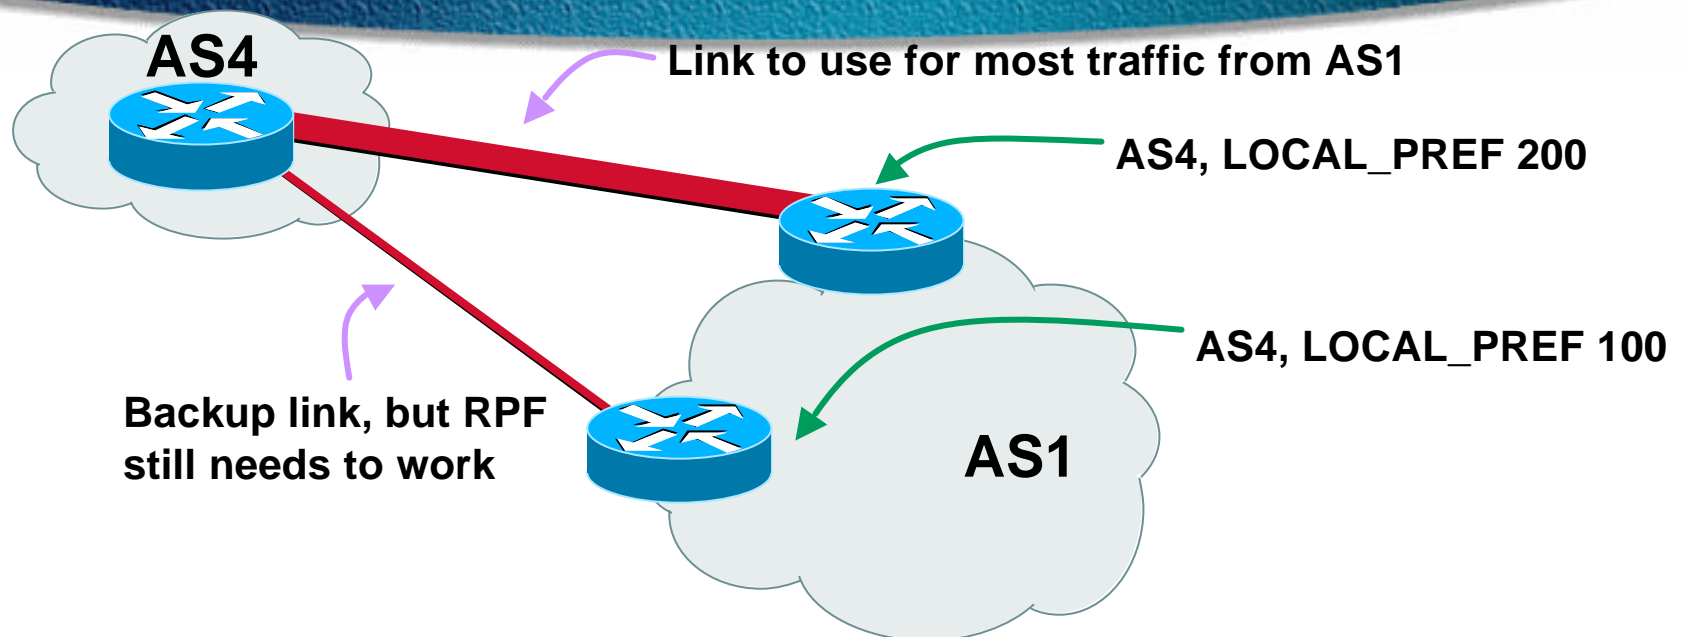 AS4
Link to use for most traffic from AS1
AS4, LOCAL_PREF 200
AS4, LOCAL_PREF 100
Backup link, but RPF
still needs to work
AS1